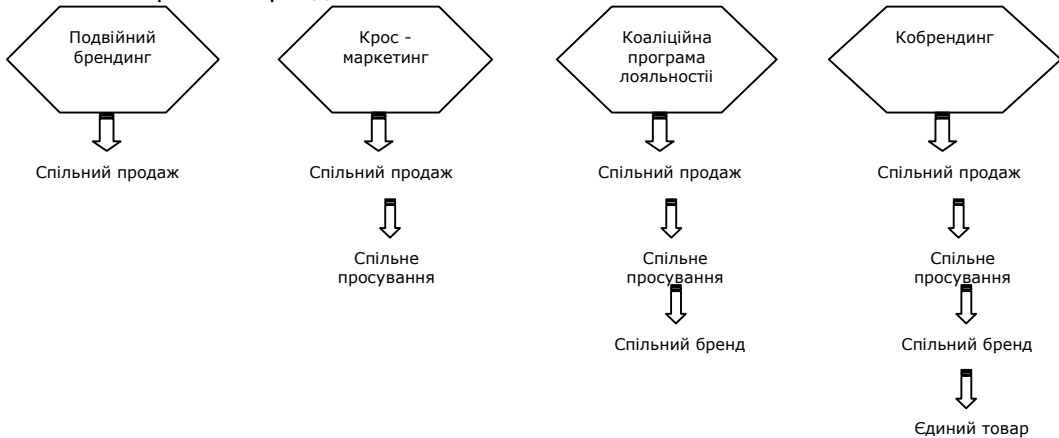 Подвійний
брендинг
Крос -
маркетинг
Коаліційна
програма
лояльностіі
Кобрендинг
Спільний продаж
Спільний продаж
Спільний продаж
Спільний продаж
Спільне
просування
Спільне
просування
Спільне
просування
Спільний бренд
Спільний бренд
Єдиний товар